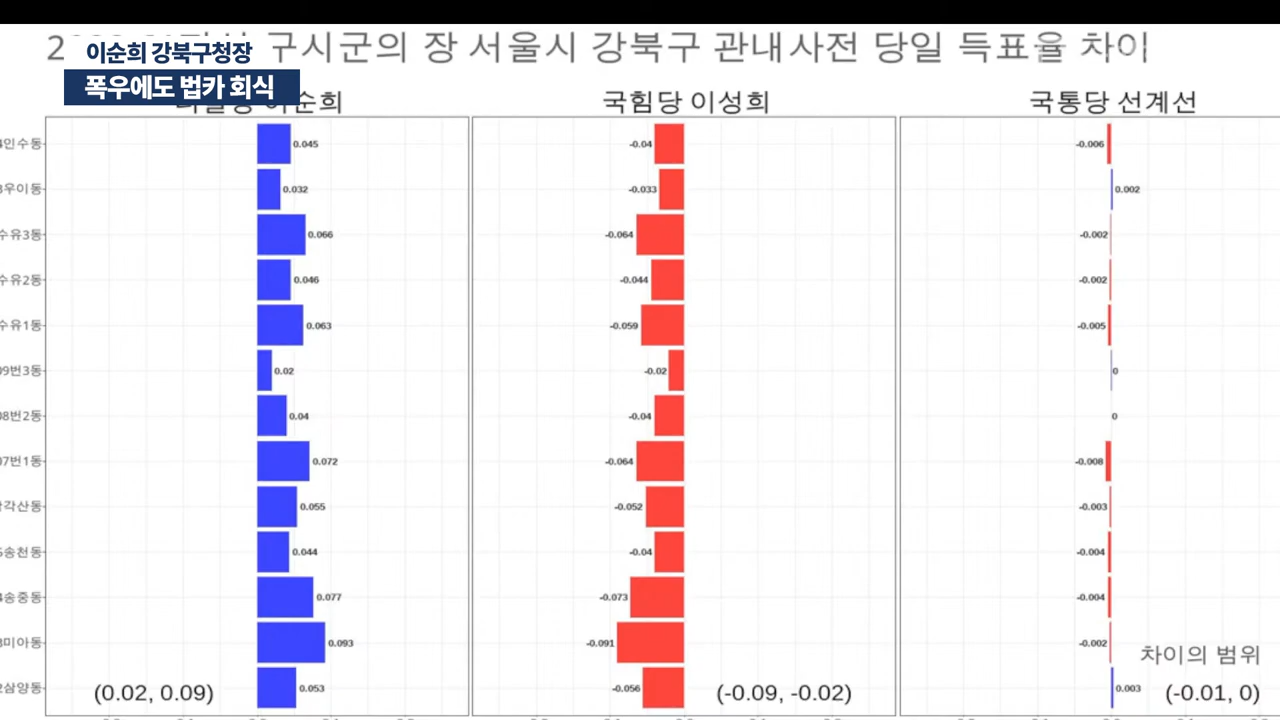 이순희 강북구청장
폭우에도 법카 회식
구시군의 장 서울시 강북구 관내사전 당일 득표율 차이
국힘당 이성희
국통당 선계선
인수동 0.045 -0.04 -0.006
우이동 0.032 -0.033 0.002
수유3동 0.066 -0.064 -0.002
수유2동 0.046 -0.044 -0.002
수유1동 0.063 -0.059 -0.005
09번3동 0.02 -0.02 0
08번2동 0.04 -0.04 0
07번1동 0.072 -0.064 -0.008
각산동 0.055 -0.052 -0.003
송천동 0.044 -0.04 -0.004
송중동 0.077 -0.073 -0.004
미아동 0.093 -0.091 -0.002
차이의 범위
삼양동 0.053 -0.056 0.003
(0.02, 0.09) (-0.09, -0.02) (-0.01, 0)